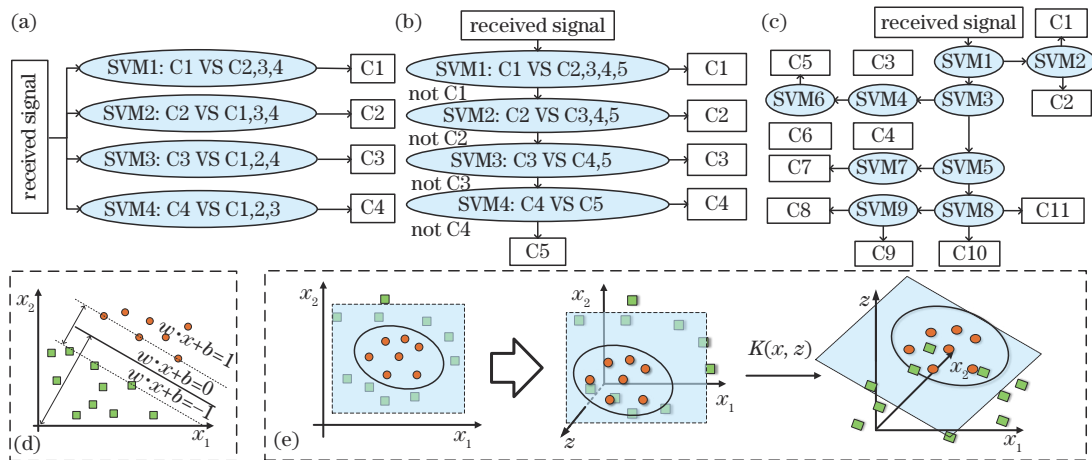 (a)
received signal
SVM1: C1 VS C2,3,4
C1
SVM2: C2 VS C1,3,4
C2
SVM3: C3 VS C1,2,4
C3
SVM4: C4 VS C1,2,3
C4
(b)
received signal
SVM1: C1 VS C2,3,4,5
C1
not C1
SVM2: C2 VS C3,4,5
C2
not C2
SVM3: C3 VS C4,5
C3
not C3
SVM4: C4 VS C5
C4
not C4
C5
(c)
received signal
C1
C5
C3
SVM1
SVM2
SVM6
SVM4
SVM3
C2
C6
C4
C7
SVM7
SVM5
C8
SVM9
SVM8
C11
C9
C10
(d)
x2
w·x+b=1
w·x+b=0
w·x+b=-1
x1
(e)
x2
x1
x2
x1
z
K(x, z)
z
x2
x1